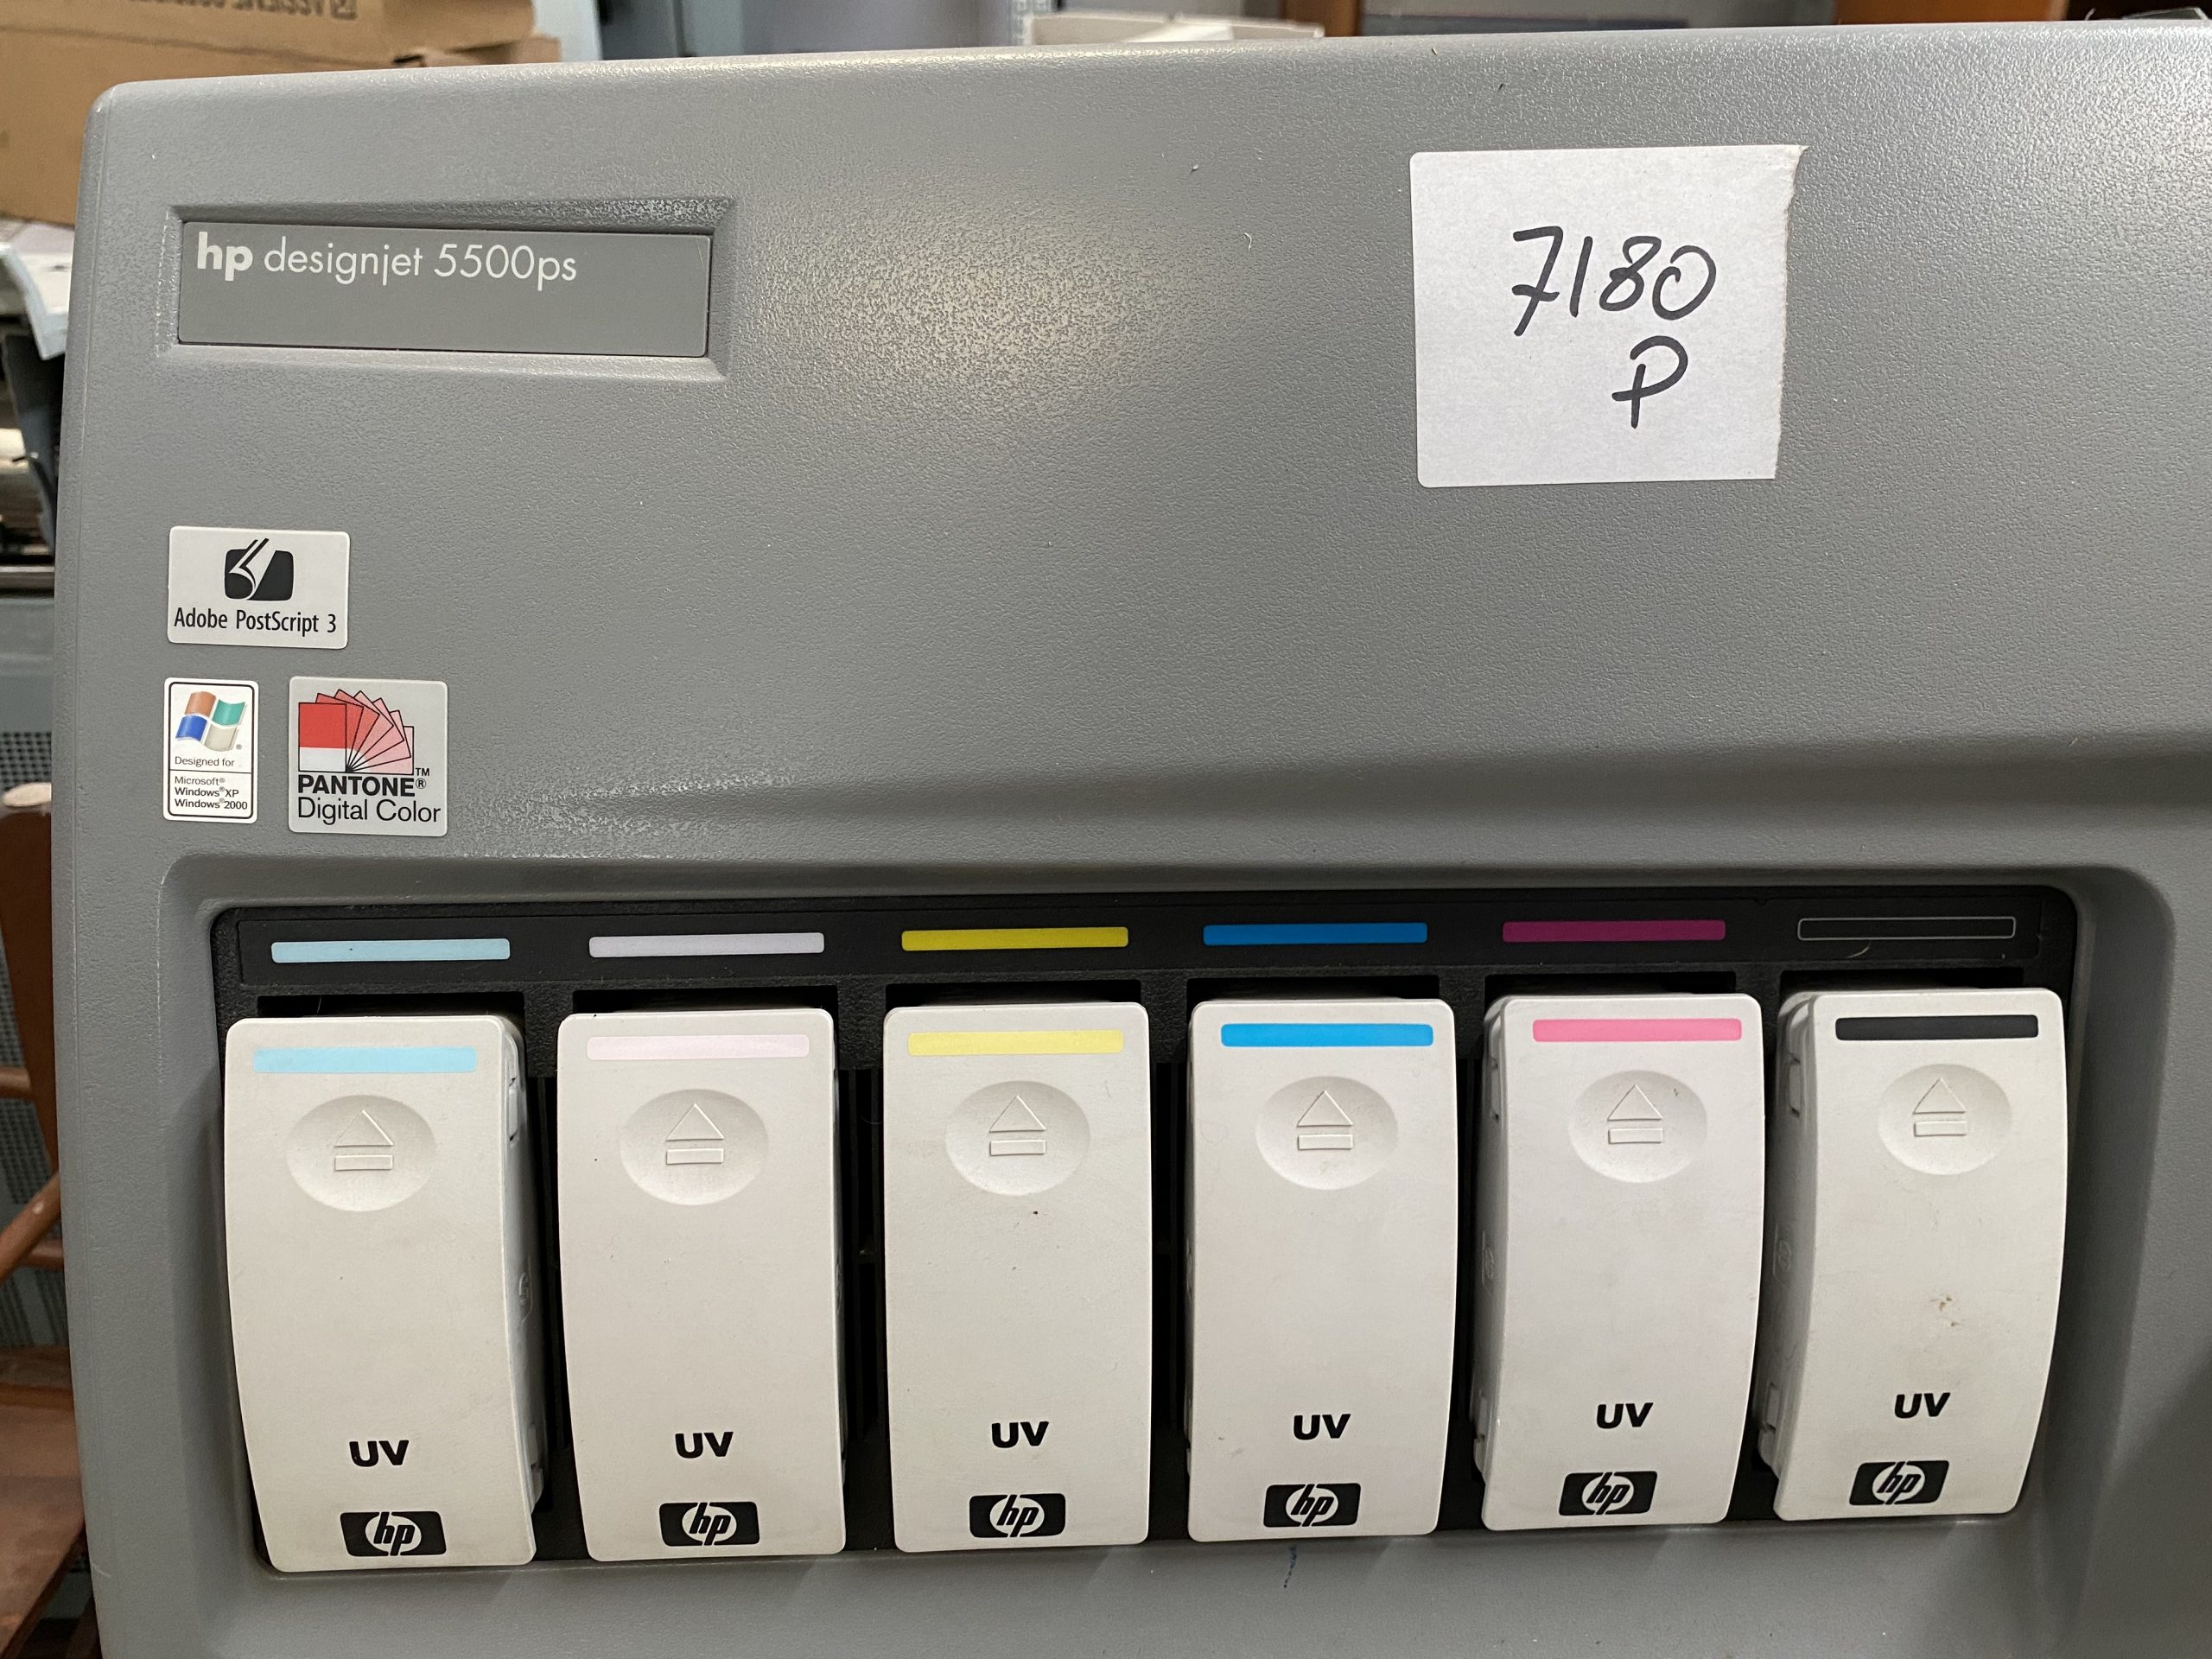 hp designjet 5500ps
7180
P
Adobe PostScript 3
Designed for
Microsoft®
Windows®XP
Windows®2000
PANTONE®™
Digital Color
UV
hp
UV
hp
UV
hp
UV
hp
UV
hp
UV
hp